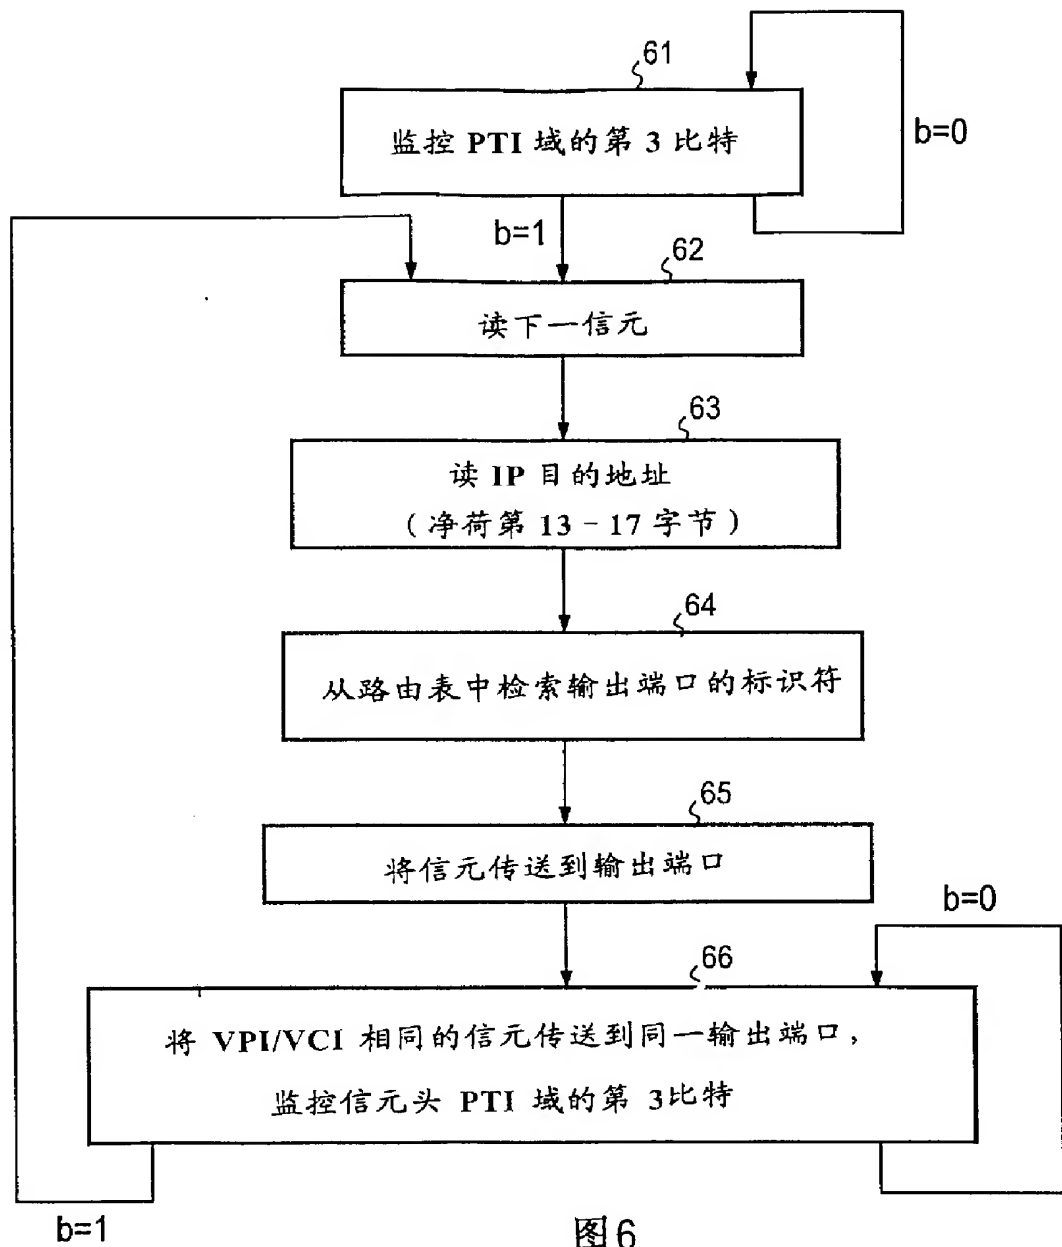 61
监控 PTI 域的第 3 比特
b=0
b=1
62
读下一信元
63
读 IP 目的地址
（净荷第 13 - 17 字节）
64
从路由表中检索输出端口的标识符
65
将信元传送到输出端口
b=0
66
将 VPI/VCI 相同的信元传送到同一输出端口，
监控信元头 PTI 域的第 3比特
b=1
图6